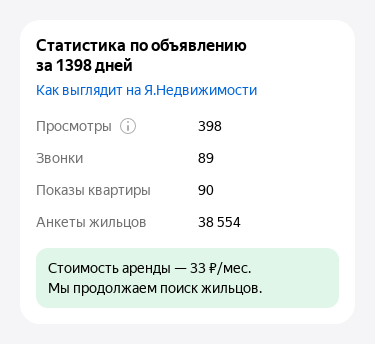 Статистика по объявлению
за 1398 дней
Как выглядит на Я.Недвижимости
Просмотры 398
Звонки 89
Показы квартиры 90
Анкеты жильцов 38 554
Стоимость аренды — 33 ₽/мес.
Мы продолжаем поиск жильцов.